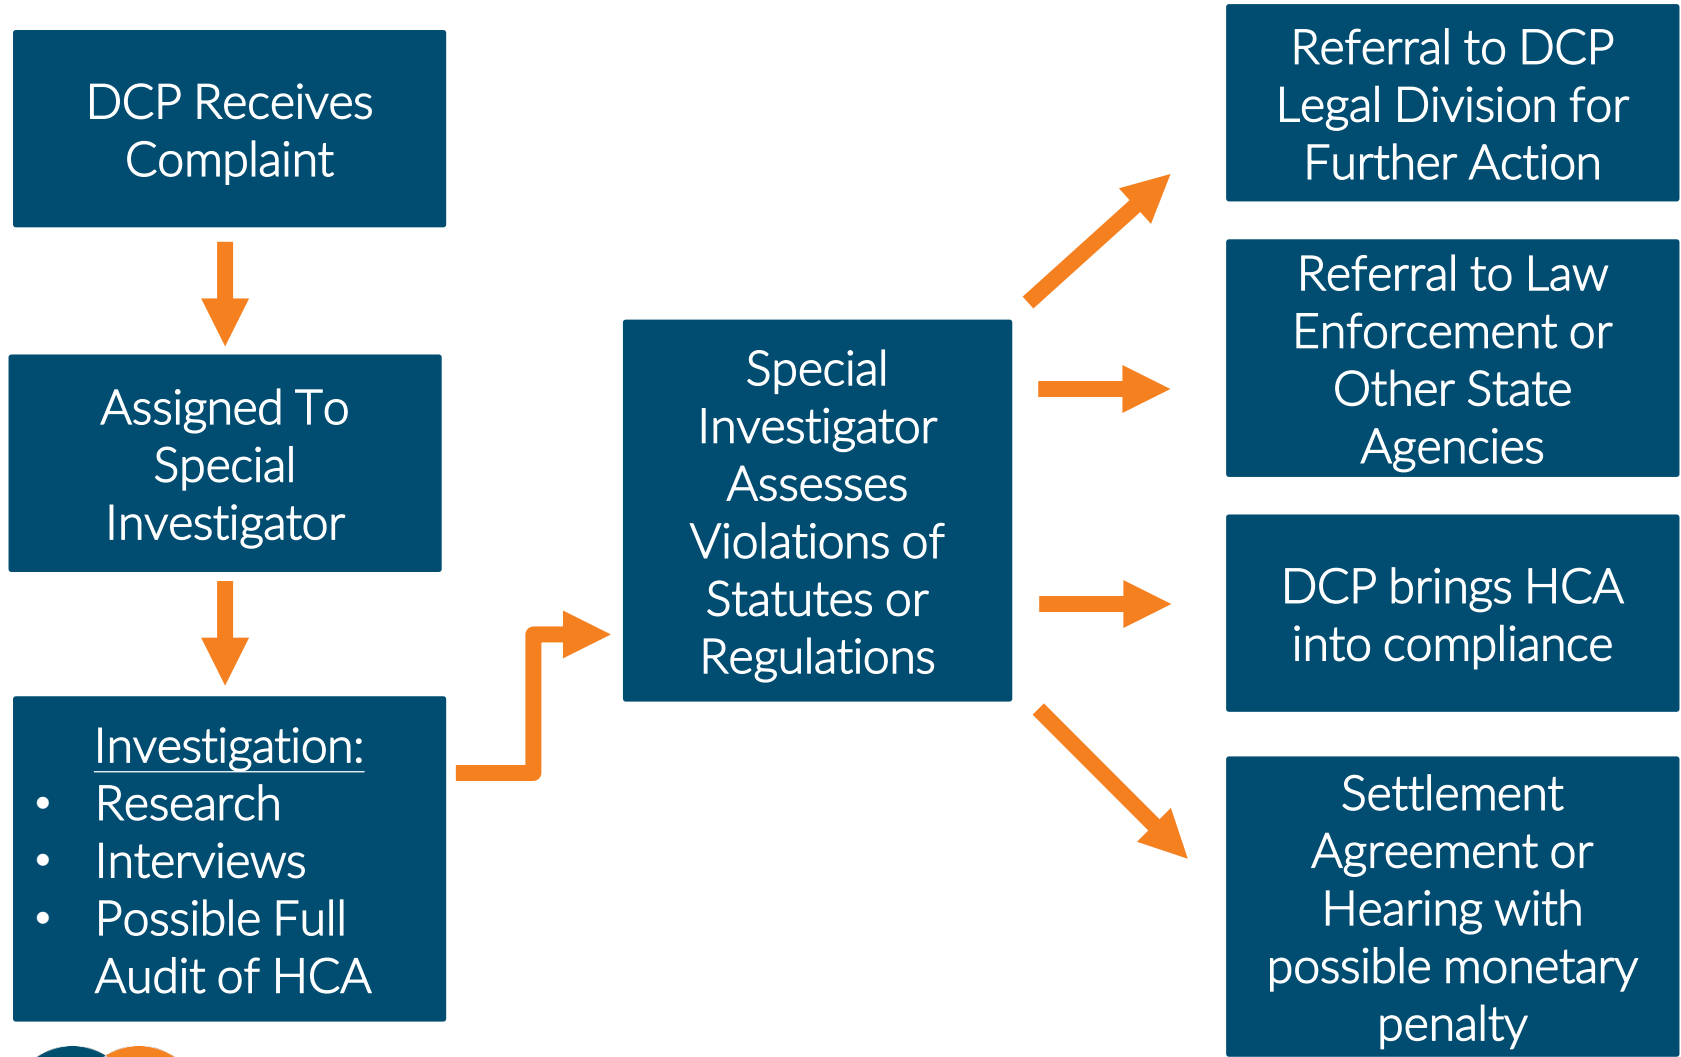 DCP Receives
Complaint
Assigned To
Special
Investigator
Investigation:
• Research
• Interviews
• Possible Full
Audit of HCA
Special
Investigator
Assesses
Violations of
Statutes or
Regulations
Referral to DCP
Legal Division for
Further Action
Referral to Law
Enforcement or
Other State
Agencies
DCP brings HCA
into compliance
Settlement
Agreement or
Hearing with
possible monetary
penalty